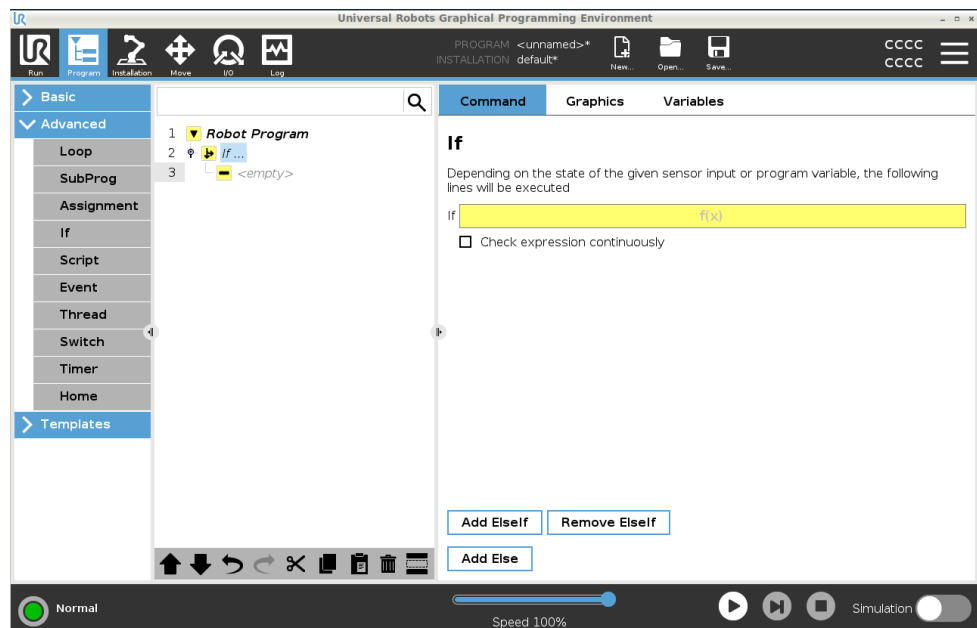 Universal Robots Graphical Programming Environment
PROGRAM <unnamed>*
INSTALLATION default*
Run
Program
Installation
Move
I/O
Log
New...
Open...
Save...
CCCC
CCCC
Basic
Advanced
Loop
SubProg
Assignment
If
Script
Event
Thread
Switch
Timer
Home
Templates
1 Robot Program
2 If ...
3 <empty>
Command
Graphics
Variables
If
Depending on the state of the given sensor input or program variable, the following
lines will be executed
If f(x)
Check expression continuously
Add ElseIf
Remove ElseIf
Add Else
Normal
Speed 100%
Simulation